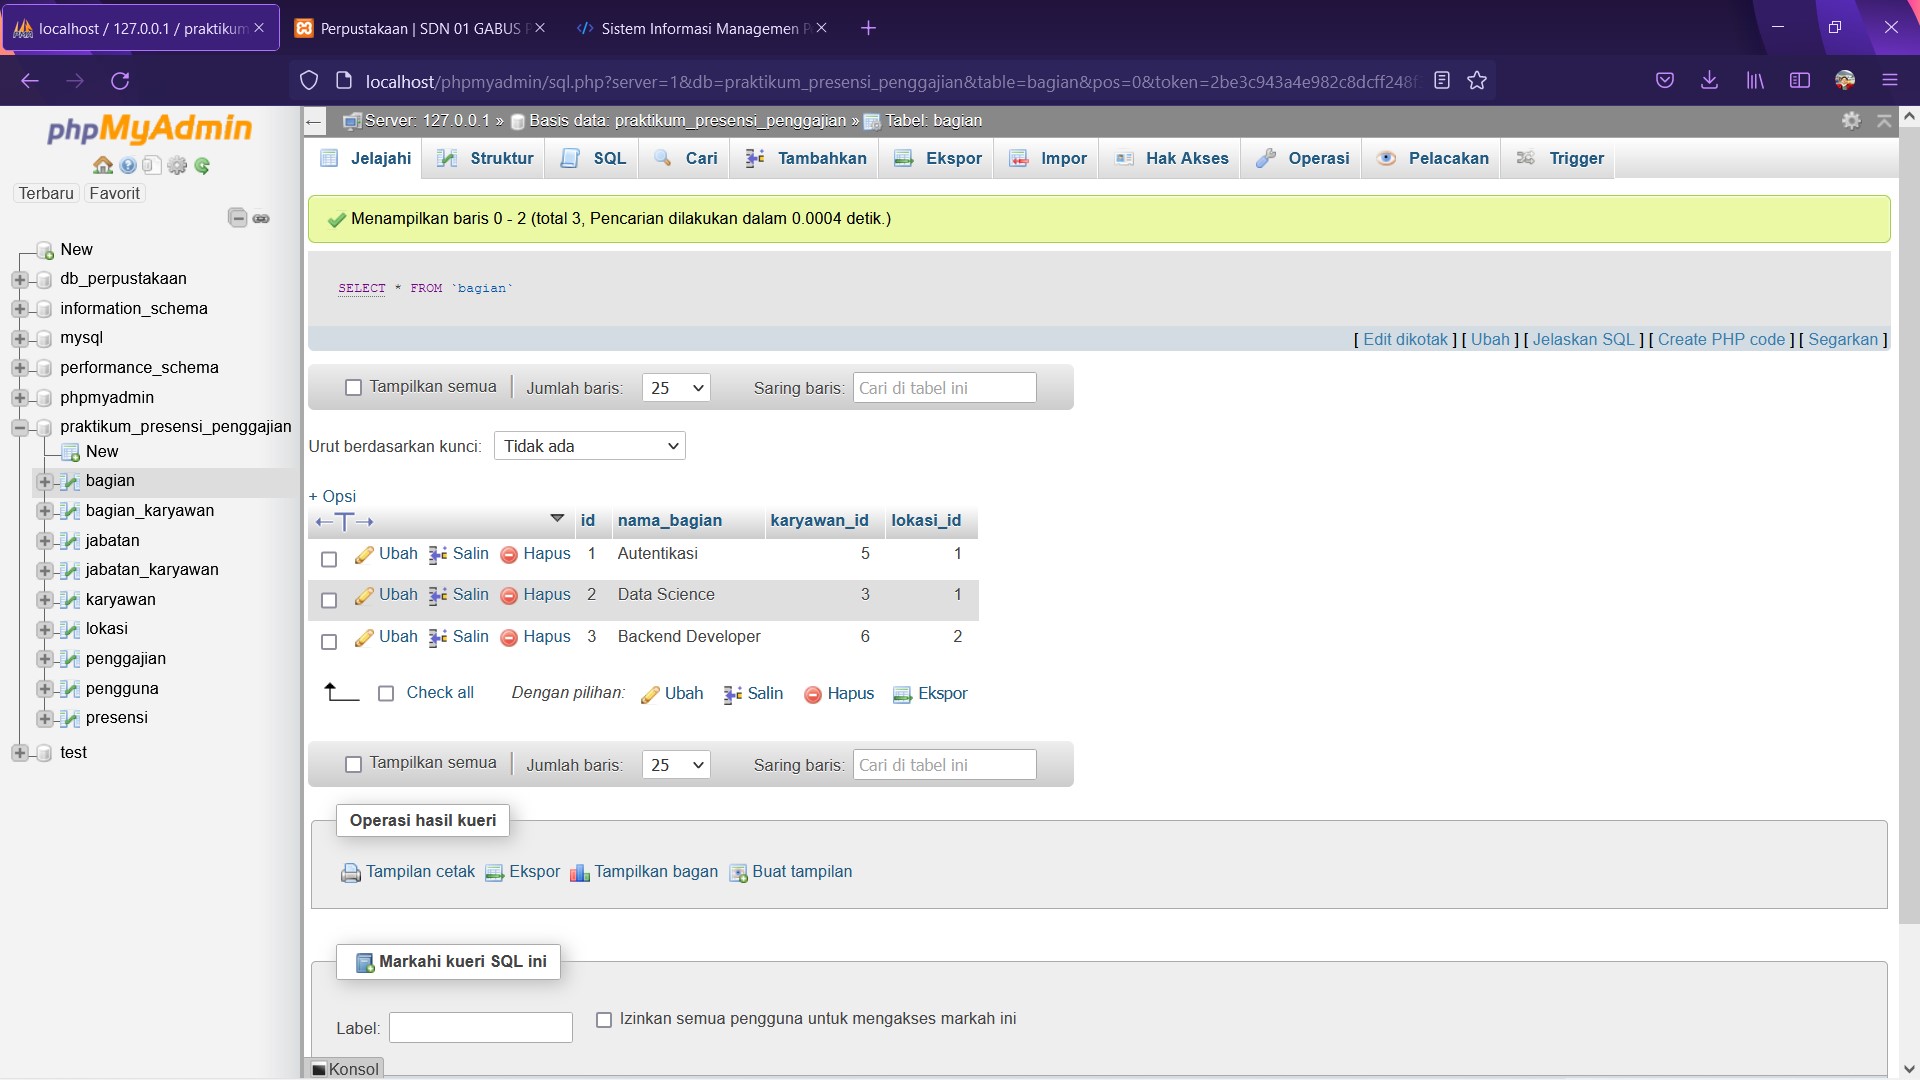 localhost / 127.0.0.1 / praktikum
Perpustakaan | SDN 01 GABUS
Sistem Informasi Managemen
localhost/phpmyadmin/sql.php?server=1&db=praktikum_presensi_penggajian&table=bagian&pos=0&token=2be3c943a4e982c8dcff248f
phpMyAdmin
Terbaru Favorit
New
db_perpustakaan
information_schema
mysql
performance_schema
phpmyadmin
praktikum_presensi_penggajian
New
bagian
bagian_karyawan
jabatan
jabatan_karyawan
karyawan
lokasi
penggajian
pengguna
presensi
test
Server: 127.0.0.1 » Basis data: praktikum_presensi_penggajian » Tabel: bagian
Jelajahi Struktur SQL Cari Tambahkan Ekspor Impor Hak Akses Operasi Pelacakan Trigger
Menampilkan baris 0 - 2 (total 3, Pencarian dilakukan dalam 0.0004 detik.)
SELECT * FROM `bagian`
[ Edit dikotak ] [ Ubah ] [ Jelaskan SQL ] [ Create PHP code ] [ Segarkan ]
Tampilkan semua | Jumlah baris: 25 Saring baris: Cari di tabel ini
Urut berdasarkan kunci: Tidak ada
+ Opsi
←T→ id nama_bagian karyawan_id lokasi_id
Ubah Salin Hapus 1 Autentikasi 5 1
Ubah Salin Hapus 2 Data Science 3 1
Ubah Salin Hapus 3 Backend Developer 6 2
Check all Dengan pilihan: Ubah Salin Hapus Ekspor
Tampilkan semua | Jumlah baris: 25 Saring baris: Cari di tabel ini
Operasi hasil kueri
Tampilan cetak Ekspor Tampilkan bagan Buat tampilan
Markahi kueri SQL ini
Label: Izinkan semua pengguna untuk mengakses markah ini
Konsol